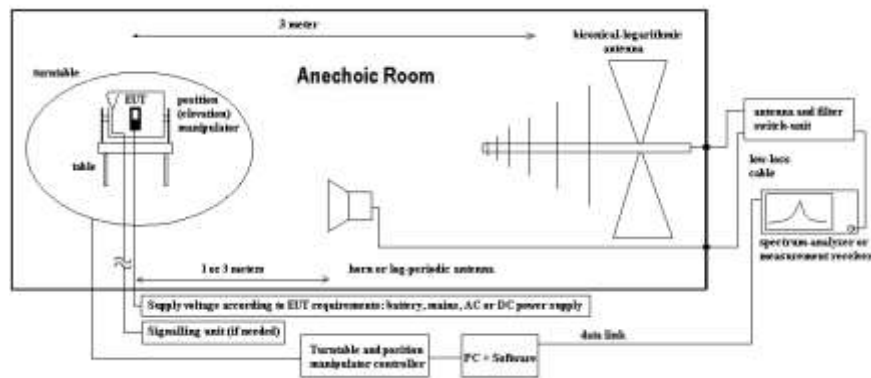 3 meter
biconical-logarithmic
antenna
turntable
Anechoic Room
EUT
position
(elevation)
manipulator
antenna and filter
switch-unit
table
low-loss
cable
spectrum-analyzer or
measurement receiver
1 or 3 meters
horn or log-periodic antenna
Supply voltage according to EUT requirements: battery, mains, AC or DC power supply
Signalling unit (if needed)
data link
Turntable and position
manipulator controller
PC + Software